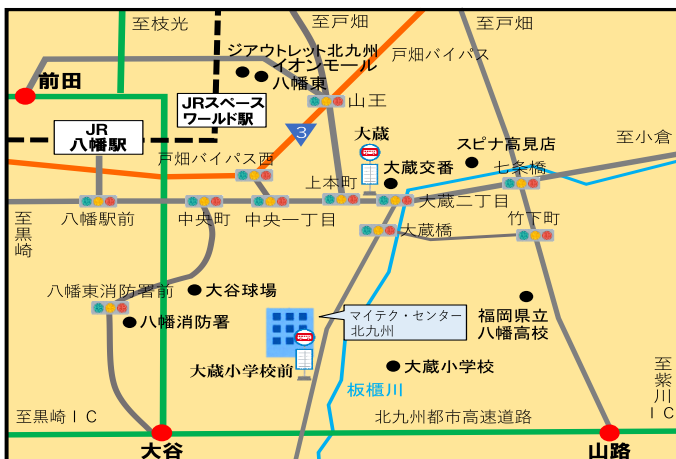 至枝光
至戸畑
至戸畑
ジアウトレット北九州
イオンモール
八幡東
戸畑バイパス
前田
山王
JRスペース
ワールド駅
3
大蔵
JR
八幡駅
戸畑バイパス西
スピナ高見店
至小倉
大蔵交番
七条橋
上本町
大蔵二丁目
至黒崎
八幡駅前
中央町
中央一丁目
大蔵橋
竹下町
八幡東消防署前
大谷球場
八幡消防署
マイテク・センター
北九州
福岡県立
八幡高校
大蔵小学校前
大蔵小学校
板櫃川
至紫川IC
至黒崎IC
北九州都市高速道路
大谷
山路